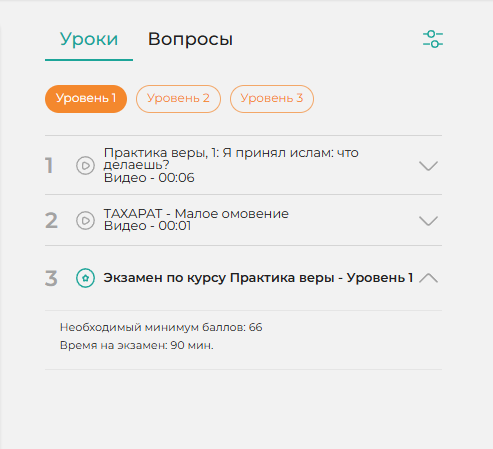 Уроки Вопросы
Уровень 1 Уровень 2 Уровень 3
1 Практика веры, 1: Я принял ислам: что
делаешь?
Видео - 00:06
2 ТАХАРАТ - Малое омовение
Видео - 00:01
3 Экзамен по курсу Практика веры - Уровень 1
Необходимый минимум баллов: 66
Время на экзамен: 90 мин.